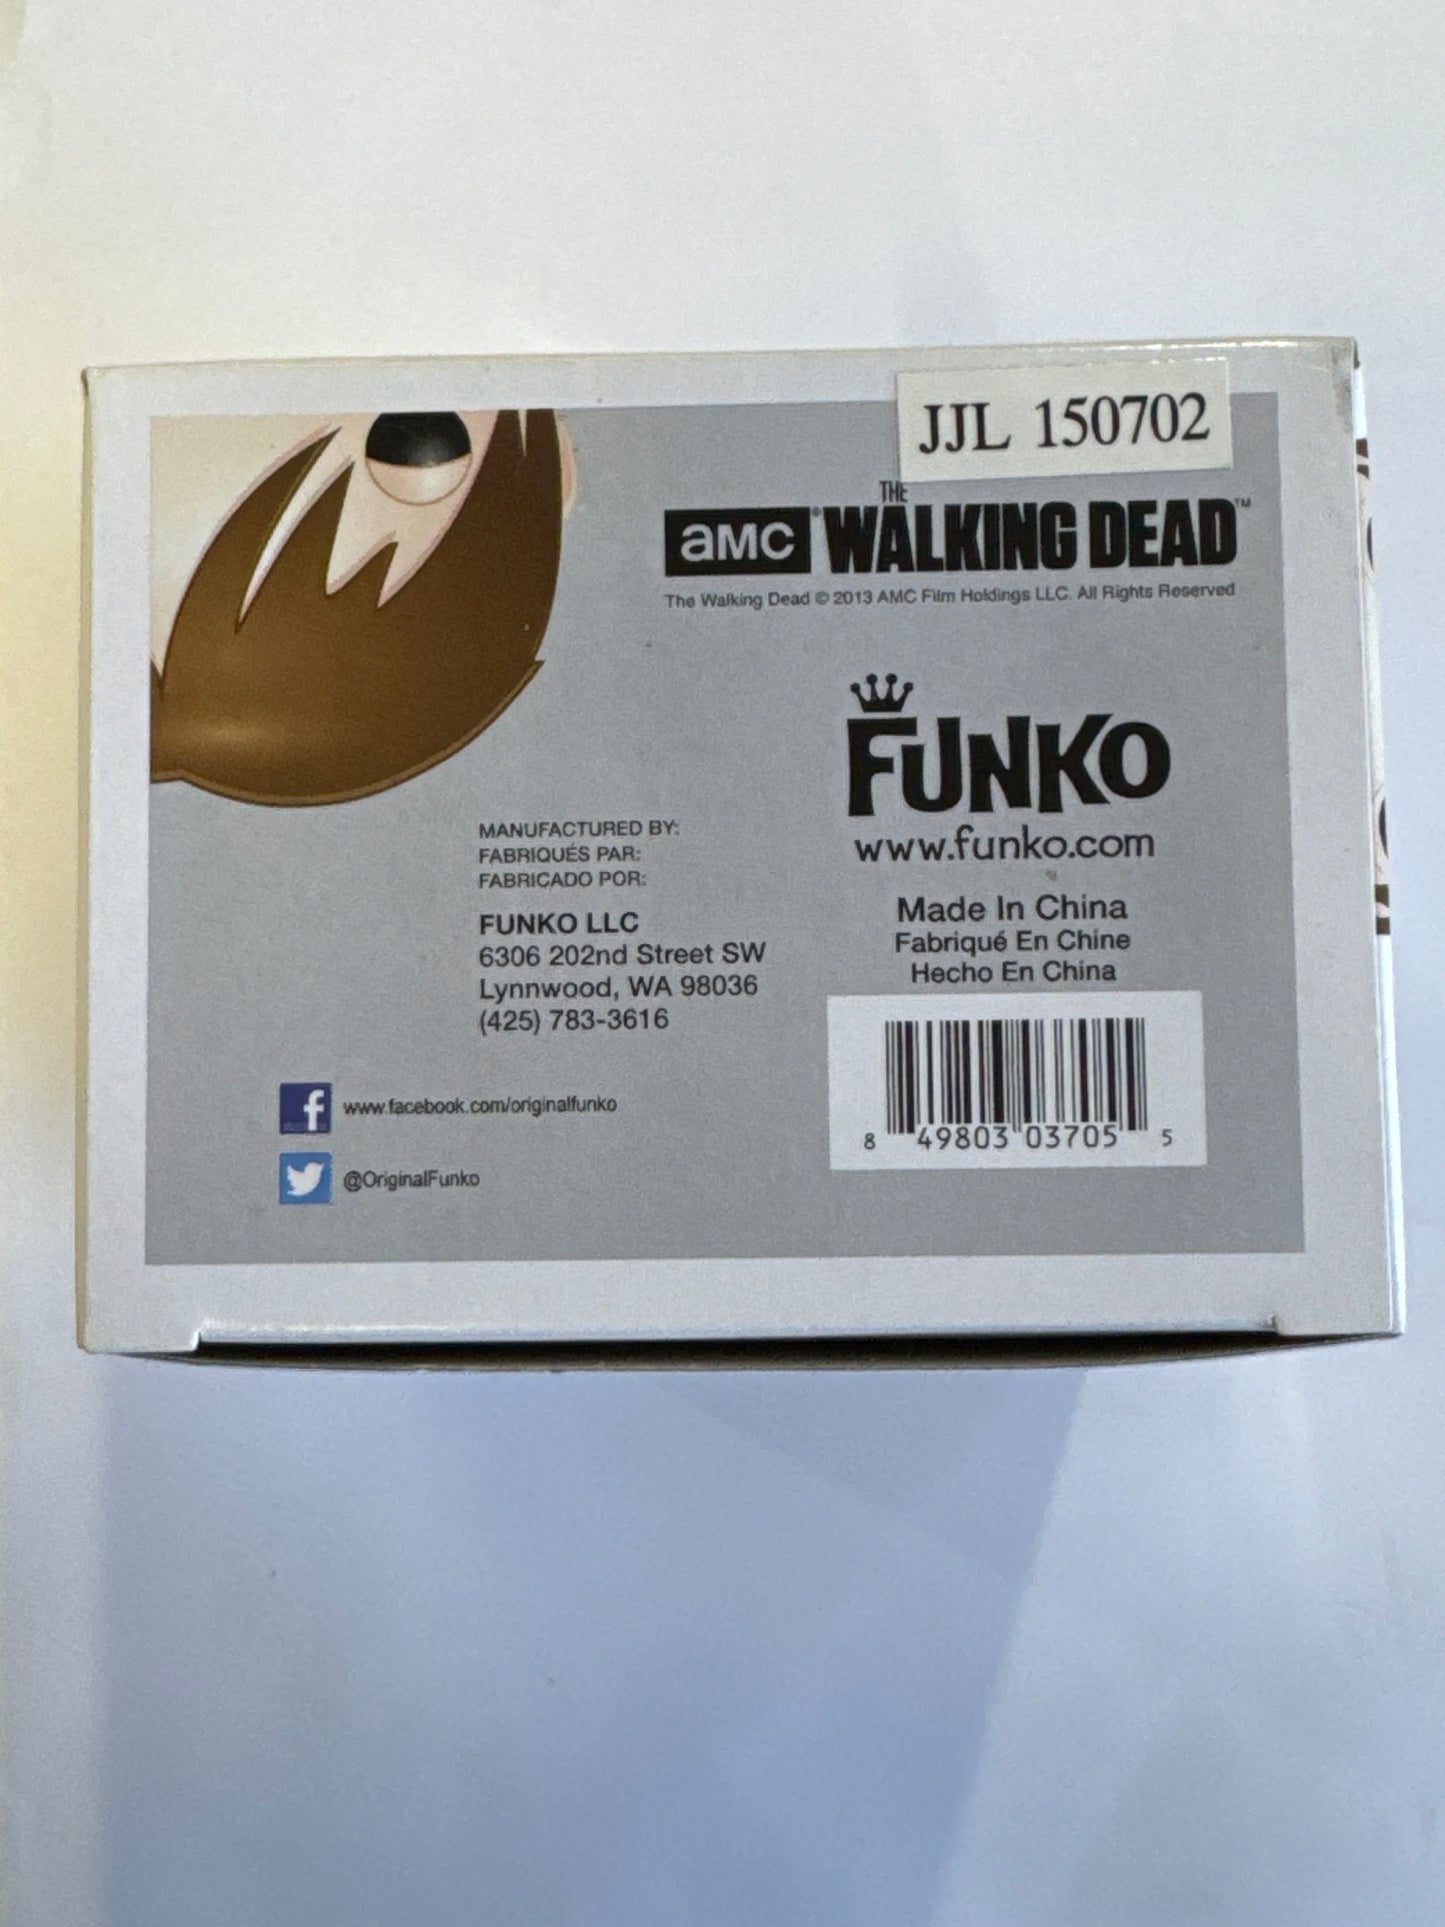 JJL 150702
THE
aMC WALKING DEAD™
The Walking Dead © 2013 AMC Film Holdings LLC. All Rights Reserved
FUNKO
www.funko.com
MANUFACTURED BY:
FABRIQUÉS PAR:
FABRICADO POR:
FUNKO LLC
6306 202nd Street SW
Lynnwood, WA 98036
(425) 783-3616
Made In China
Fabriqué En Chine
Hecho En China
8 49803 03705 5
f www.facebook.com/originalfunko
@OriginalFunko